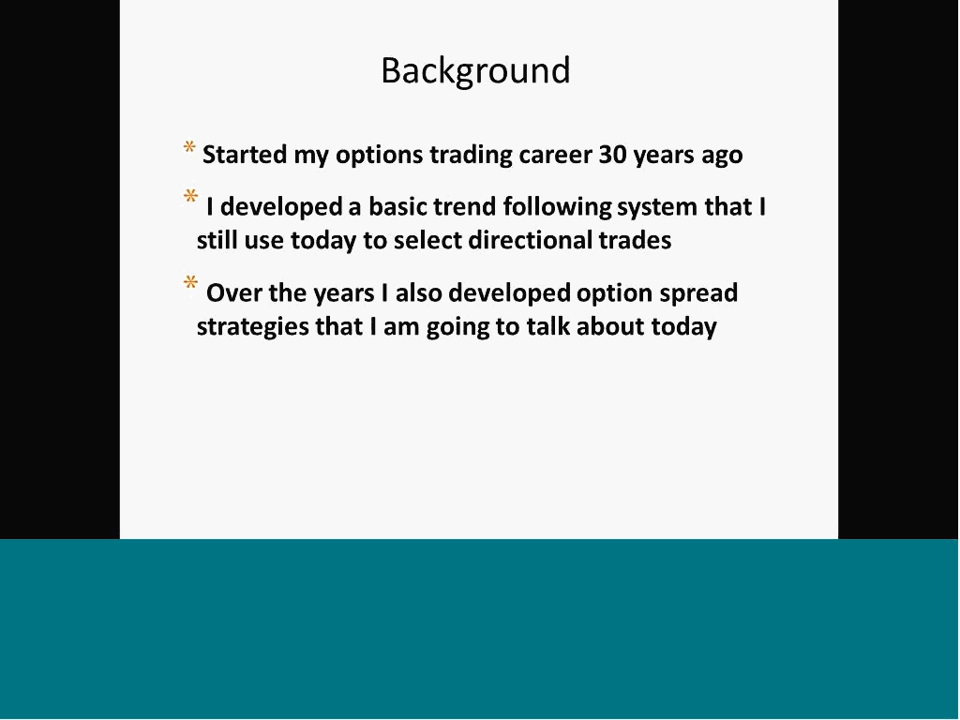 Background
* Started my options trading career 30 years ago
* I developed a basic trend following system that I
still use today to select directional trades
* Over the years I also developed option spread
strategies that I am going to talk about today